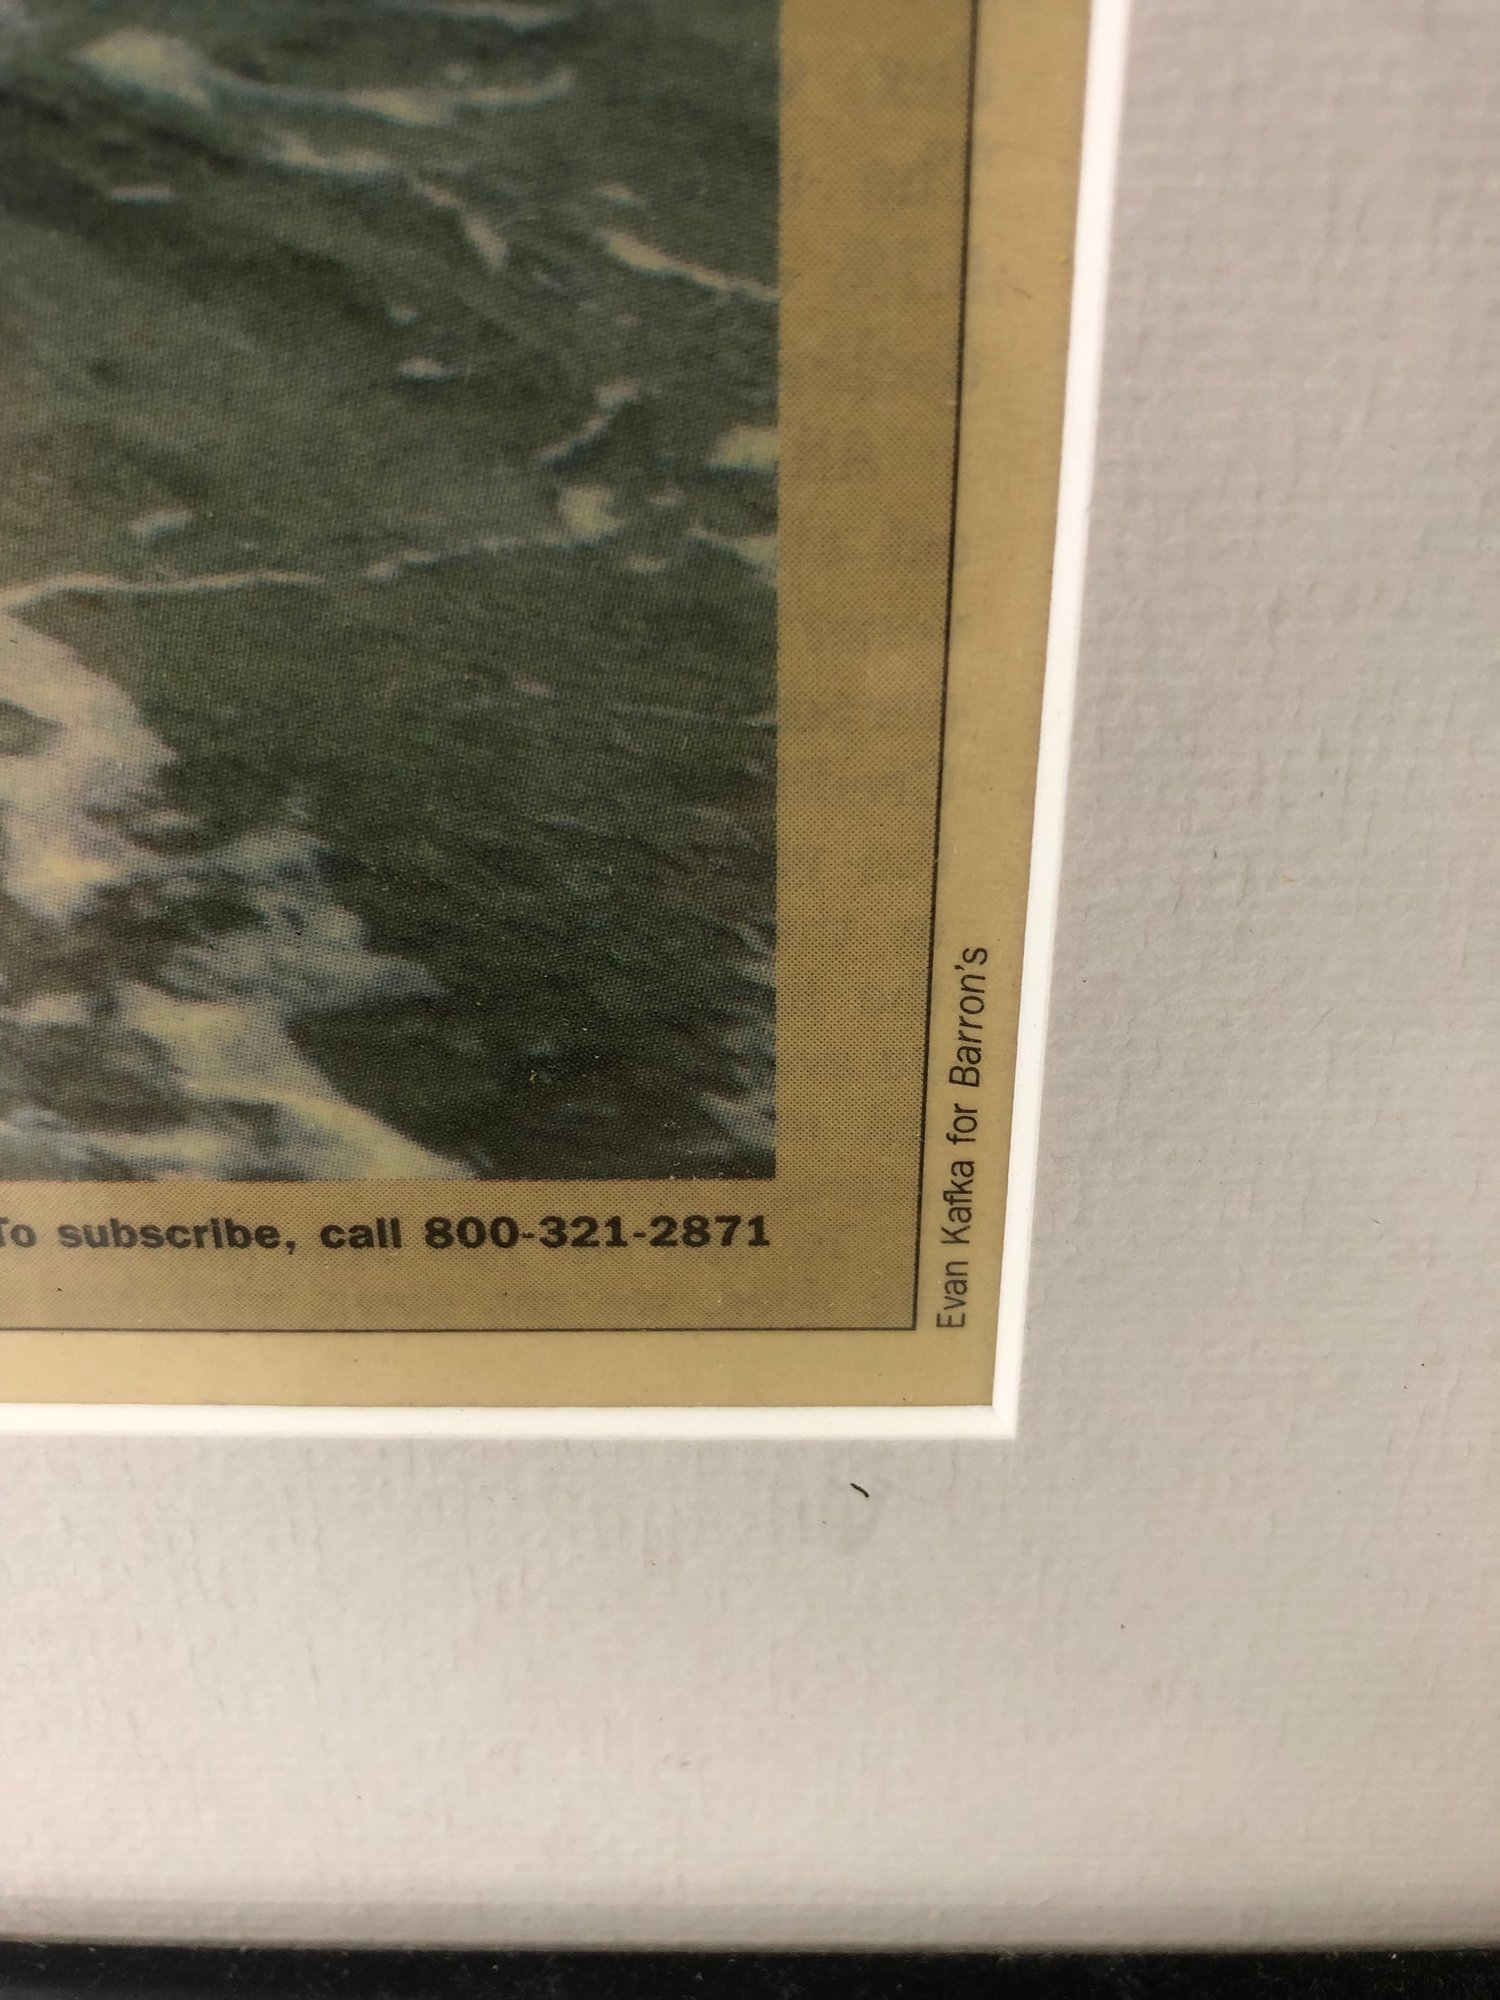 To subscribe, call 800-321-2871
Evan Kafka for Barron's